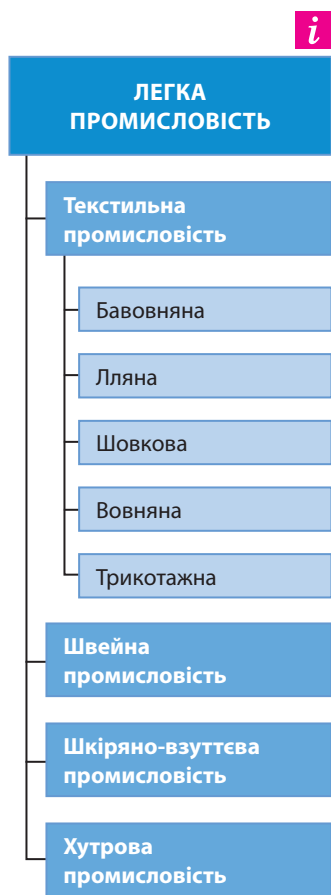 i
ЛЕГКА
ПРОМИСЛОВІСТЬ
Текстильна
промисловість
Бавовняна
Лляна
Шовкова
Вовняна
Трикотажна
Швейна
промисловість
Шкіряно-взуттєва
промисловість
Хутрова
промисловість